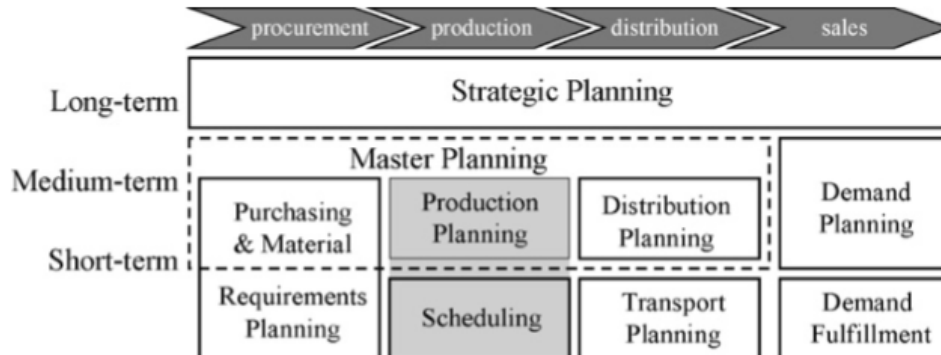 procurement production distribution sales
Long-term
Strategic Planning
Medium-term
Master Planning
Purchasing
& Material
Requirements
Planning
Production
Planning
Distribution
Planning
Demand
Planning
Short-term
Scheduling
Transport
Planning
Demand
Fulfillment